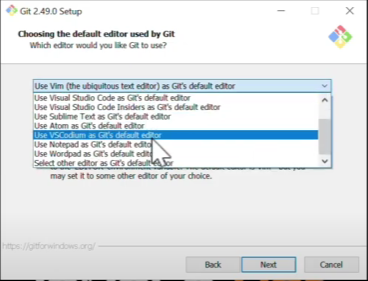 Git 2.49.0 Setup
Choosing the default editor used by Git
Which editor would you like Git to use?
Use Vim (the ubiquitous text editor) as Git's default editor
Use Visual Studio Code as Git's default editor
Use Visual Studio Code Insiders as Git's default editor
Use Sublime Text as Git's default editor
Use Atom as Git's default editor
Use VSCodium as Git's default editor
Use Notepad as Git's default editor
Use Wordpad as Git's default editor
Select other editor as Git's default editor
may set it to some other editor of your choice.
https://gitforwindows.org/
Back
Next
Cancel